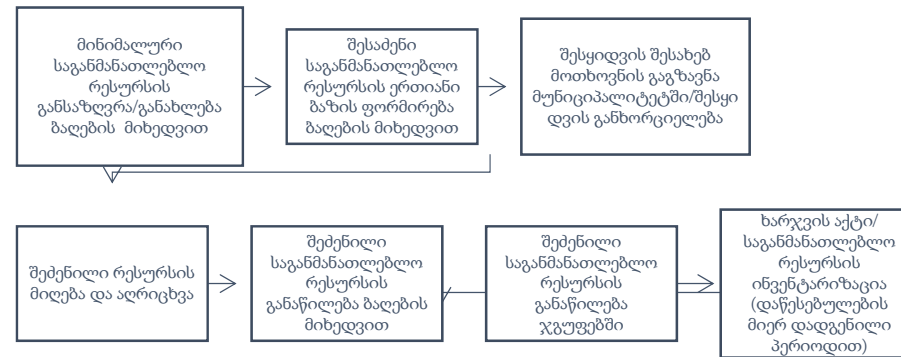 მინიმალური
საგანმანათლებლო
რესურსის
განსაზღვრა/განახლება
ბაღების მიხედვით
შესაძენი
საგანმანათლებლო
რესურსის ერთიანი
ბაზის ფორმირება
ბაღების მიხედვით
შესყიდვის შესახებ
მოთხოვნის გაგზავნა
მუნიციპალიტეტში/შესყი
დვის განხორციელება
შეძენილი რესურსის
მიღება და აღრიცხვა
შეძენილი
საგანმანათლებლო
რესურსის
განაწილება ბაღების
მიხედვით
შეძენილი
საგანმანათლებლო
რესურსის
განაწილება
ჯგუფებში
ხარჯვის აქტი/
საგანმანათლებლო
რესურსის
ინვენტარიზაცია
(დაწესებულების
მიერ დადგენილი
პერიოდით)